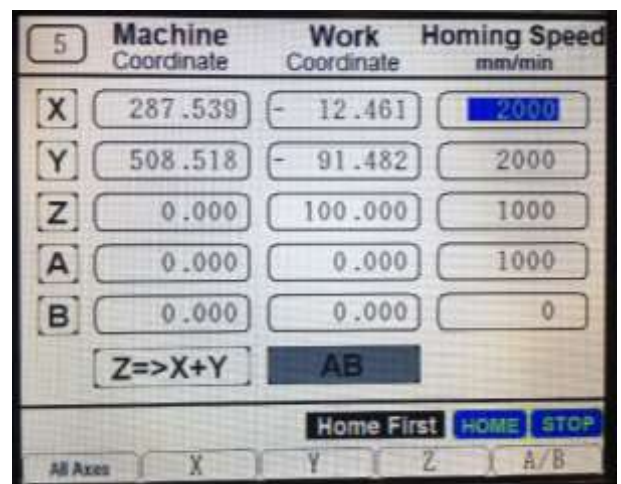 5 Machine Work Homing Speed
Coordinate Coordinate mm/min
X 287.539 - 12.461 2000
Y 508.518 - 91.482 2000
Z 0.000 100.000 1000
A 0.000 0.000 1000
B 0.000 0.000 0
Z=>X+Y AB
Home First HOME STOP
All Axes X Y Z A/B